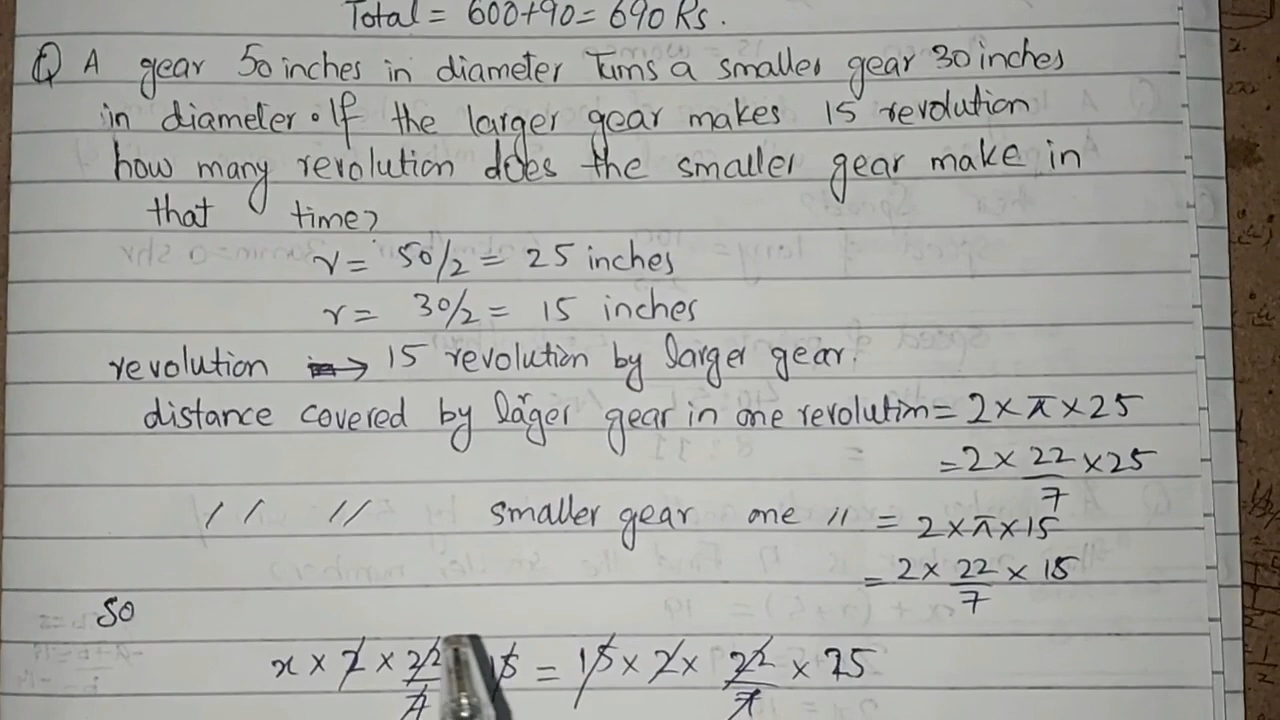 Total = 600+90= 690 Rs.
Q A gear 50 inches in diameter Turns a smaller gear 30 inches
in diameter. If the larger gear makes 15 revolution
how many revolution does the smaller gear make in
that time?
r = 50/2 = 25 inches
r = 30/2 = 15 inches
revolution → 15 revolution by larger gear.
distance covered by läger gear in one revolution = 2 × π × 25
= 2 × 22/7 × 25
// // smaller gear one // = 2 × π × 15
= 2 × 22/7 × 15
So
x × 2 × 22/7 15 = 15 × 2 × 22/7 × 25